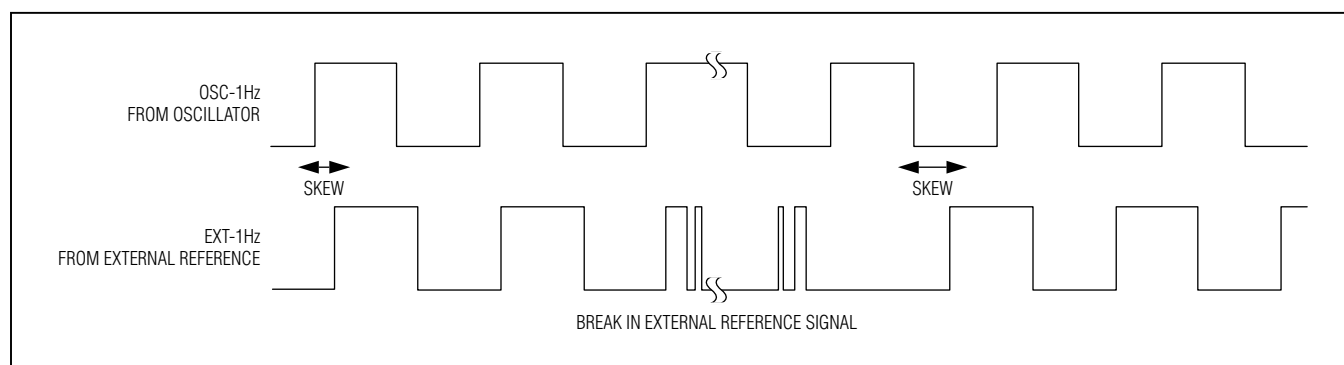 OSC-1Hz
FROM OSCILLATOR
SKEW
SKEW
EXT-1Hz
FROM EXTERNAL REFERENCE
BREAK IN EXTERNAL REFERENCE SIGNAL